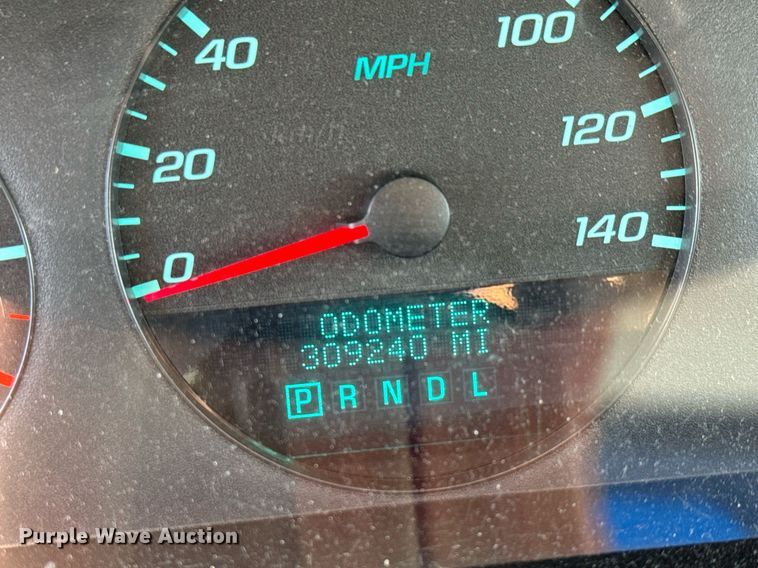 40
MPH
100
20
120
0
140
ODOMETER
309240 MI
P R N D L
Purple Wave Auction